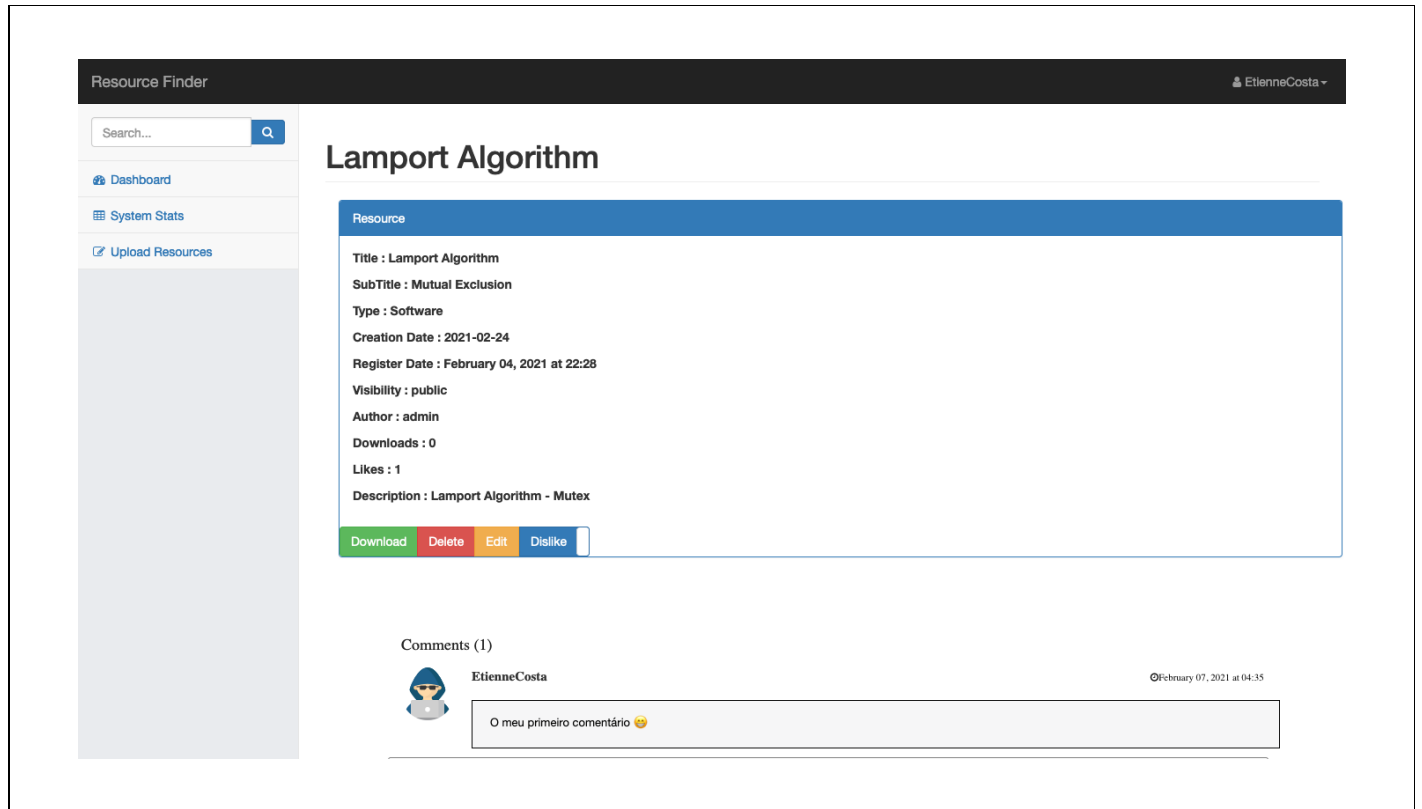 Resource Finder
EtienneCosta
Search...
Dashboard
System Stats
Upload Resources
Lamport Algorithm
Resource
Title : Lamport Algorithm
SubTitle : Mutual Exclusion
Type : Software
Creation Date : 2021-02-24
Register Date : February 04, 2021 at 22:28
Visibility : public
Author : admin
Downloads : 0
Likes : 1
Description : Lamport Algorithm - Mutex
Download Delete Edit Dislike
Comments (1)
EtienneCosta February 07, 2021 at 04:35
O meu primeiro comentário 😁